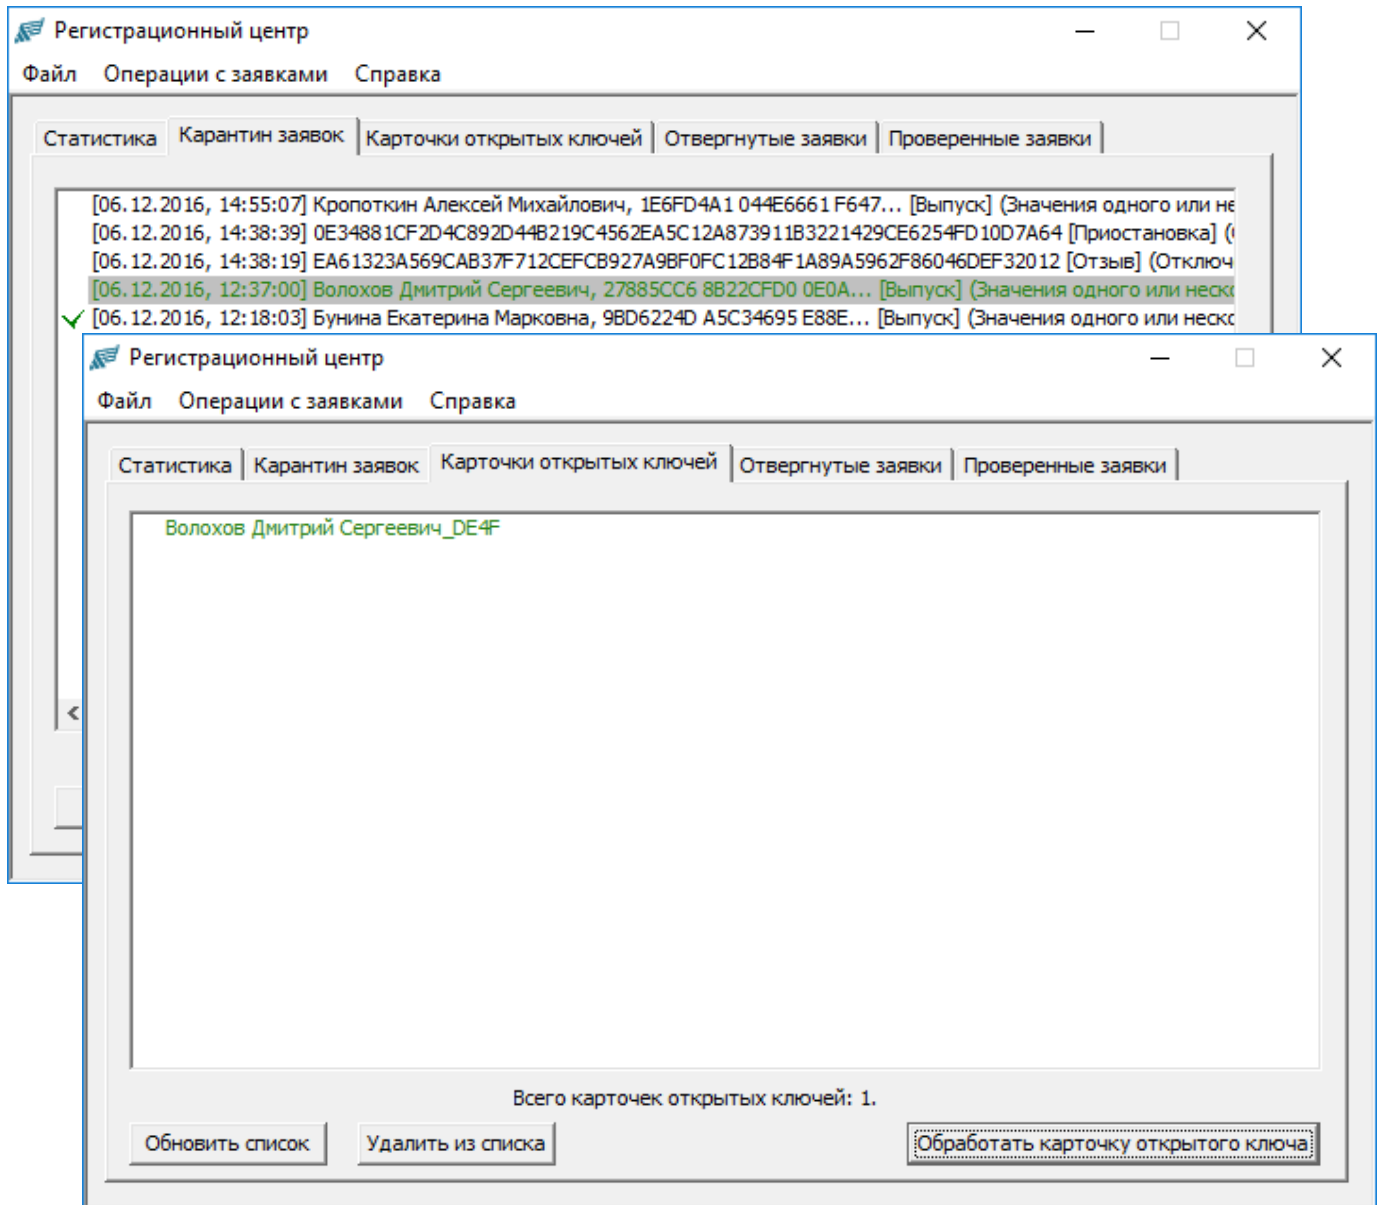 Регистрационный центр
Файл Операции с заявками Справка
Статистика Карантин заявок Карточки открытых ключей Отвергнутые заявки Проверенные заявки
[06.12.2016, 14:55:07] Кропоткин Алексей Михайлович, 1E6FD4A1 044E6661 F647... [Выпуск] (Значения одного или не
[06.12.2016, 14:38:39] 0E34881CF2D4C892D44B219C4562EA5C12A873911B3221429CE6254FD10D7A64 [Приостановка] (
[06.12.2016, 14:38:19] EA61323A569CAB37F712CEFCB927A9BF0FC12B84F1A89A5962F86046DEF32012 [Отзыв] (Отключ
[06.12.2016, 12:37:00] Волохов Дмитрий Сергеевич, 27885CC6 8B22CFD0 0E0A... [Выпуск] (Значения одного или неско
[06.12.2016, 12:18:03] Бунина Екатерина Марковна, 9BD6224D A5C34695 E88E... [Выпуск] (Значения одного или неско
Регистрационный центр
Файл Операции с заявками Справка
Статистика Карантин заявок Карточки открытых ключей Отвергнутые заявки Проверенные заявки
Волохов Дмитрий Сергеевич_DE4F
Всего карточек открытых ключей: 1.
Обновить список Удалить из списка Обработать карточку открытого ключа